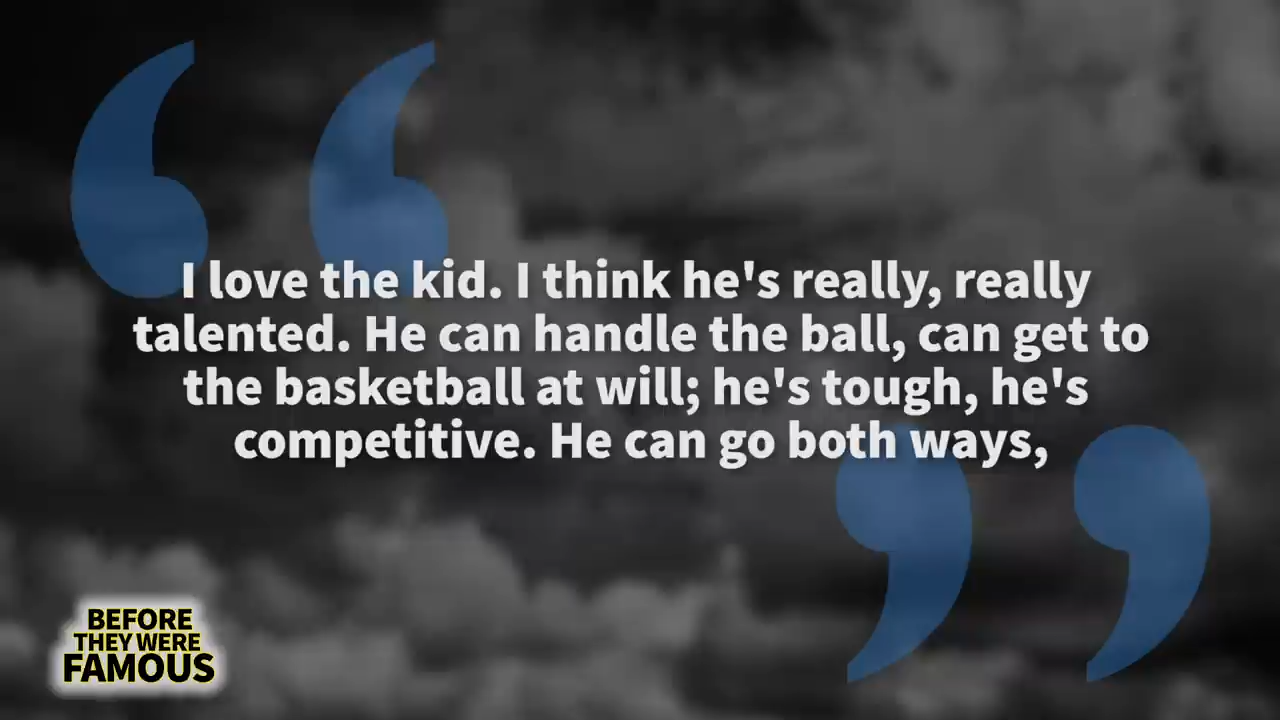 I love the kid. I think he's really, really
talented. He can handle the ball, can get to
the basketball at will; he's tough, he's
competitive. He can go both ways,
BEFORE
THEY WERE
FAMOUS